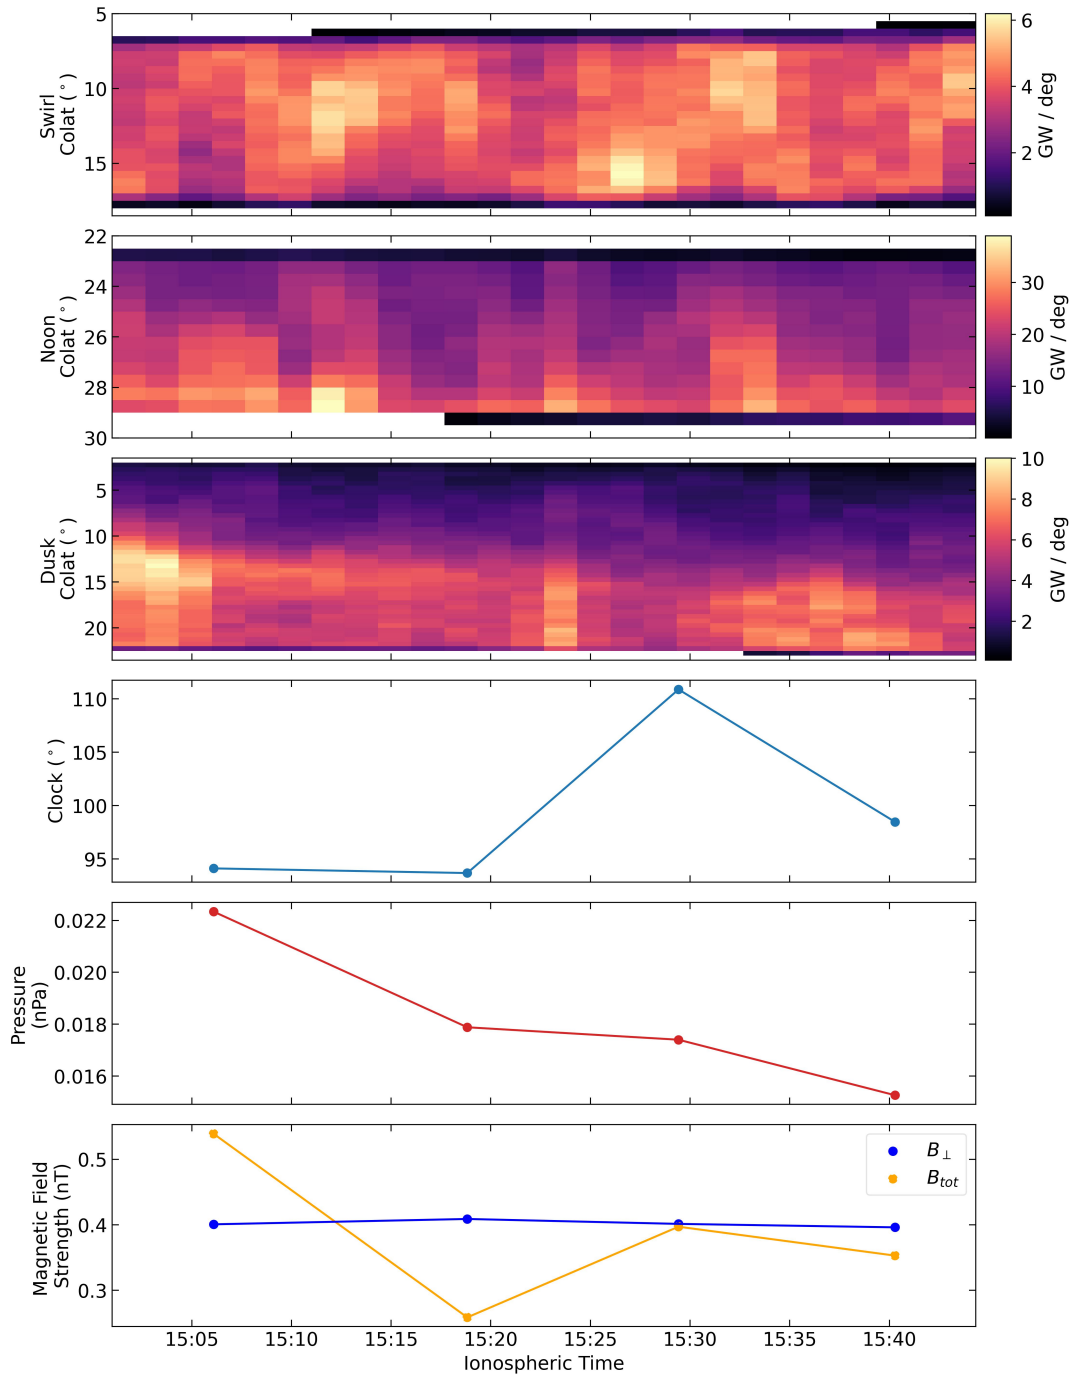 5
10
15
Swirl
Colat ( ° )
6
4
2
GW / deg
22
24
26
28
30
Noon
Colat ( ° )
30
20
10
GW / deg
5
10
15
20
Dusk
Colat ( ° )
10
8
6
4
2
GW / deg
110
105
100
95
Clock ( ° )
0.022
0.020
0.018
0.016
Pressure
(nPa)
0.5
0.4
0.3
Magnetic Field
Strength (nT)
B⊥
Btot
15:05 15:10 15:15 15:20 15:25 15:30 15:35 15:40
Ionospheric Time